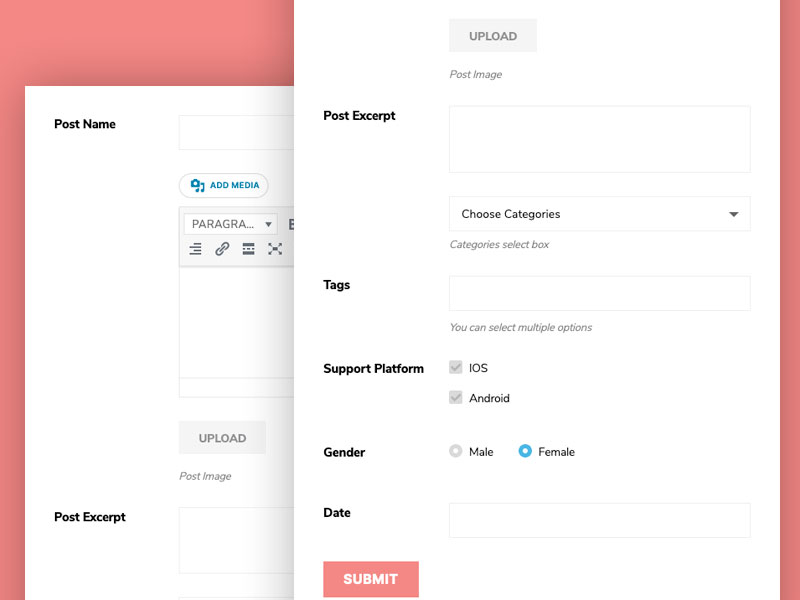 Post Name
ADD MEDIA
PARAGRA...
UPLOAD
Post Image
Post Excerpt
UPLOAD
Post Image
Post Excerpt
Choose Categories
Categories select box
Tags
You can select multiple options
Support Platform
IOS
Android
Gender
Male
Female
Date
SUBMIT